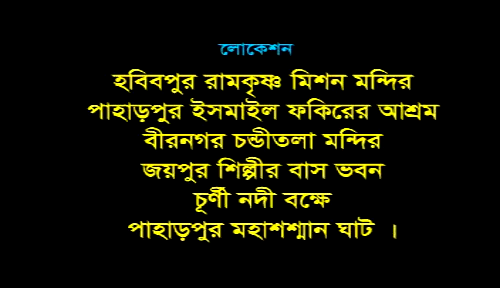 লোকেশন
হবিবপুর রামকৃষ্ণ মিশন মন্দির
পাহাড়পুর ইসমাইল ফকিরের আশ্রম
বীরনগর চন্ডীতলা মন্দির
জয়পুর শিল্পীর বাস ভবন
চূর্ণী নদী বক্ষে
পাহাড়পুর মহাশশ্মান ঘাট ।